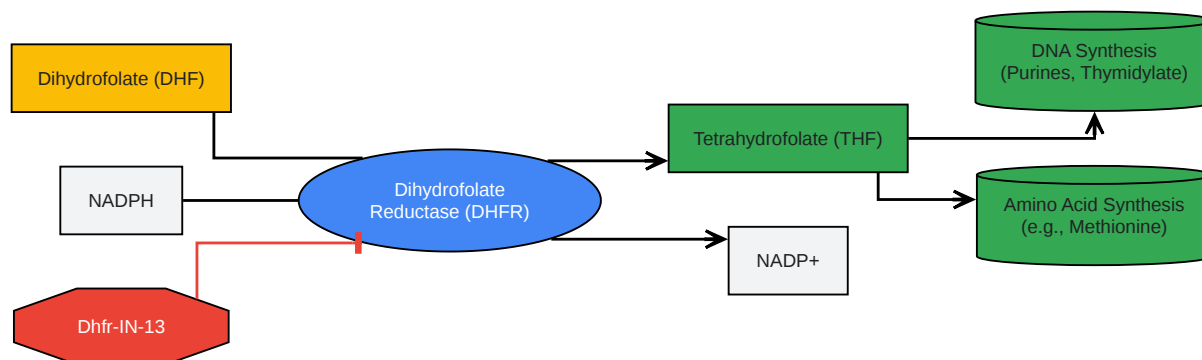 Dihydrofolate (DHF)
NADPH
Dhfr-IN-13
Dihydrofolate
Reductase (DHFR)
Tetrahydrofolate (THF)
NADP+
DNA Synthesis
(Purines, Thymidylate)
Amino Acid Synthesis
(e.g., Methionine)